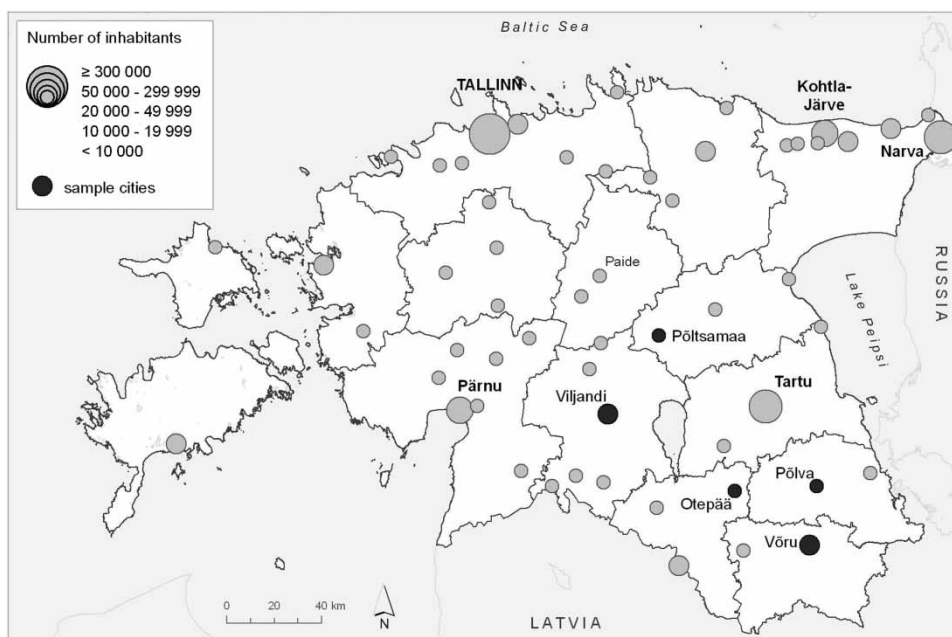 Number of inhabitants
≥ 300 000
50 000 - 299 999
20 000 - 49 999
10 000 - 19 999
< 10 000
sample cities
Baltic Sea
TALLINN
Kohtla-
Järve
Narva
RUSSIA
Lake Peipsi
Paide
Põltsamaa
Pärnu
Viljandi
Tartu
Põlva
Otepää
Võru
0 20 40 km
N
LATVIA